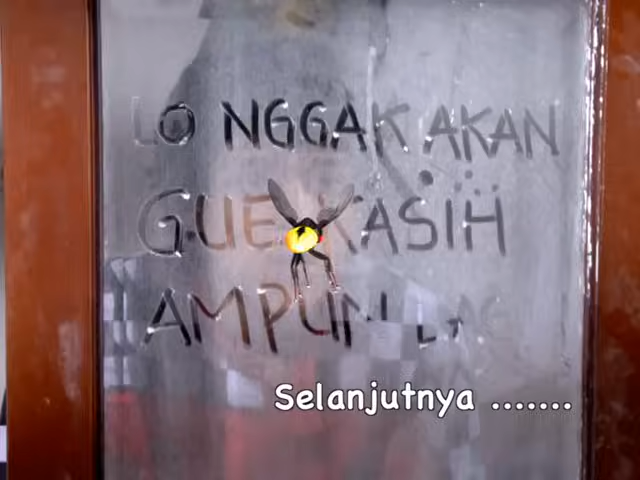 LO NGGAK AKAN
GUE KASIH
AMPUN
Selanjutnya .......